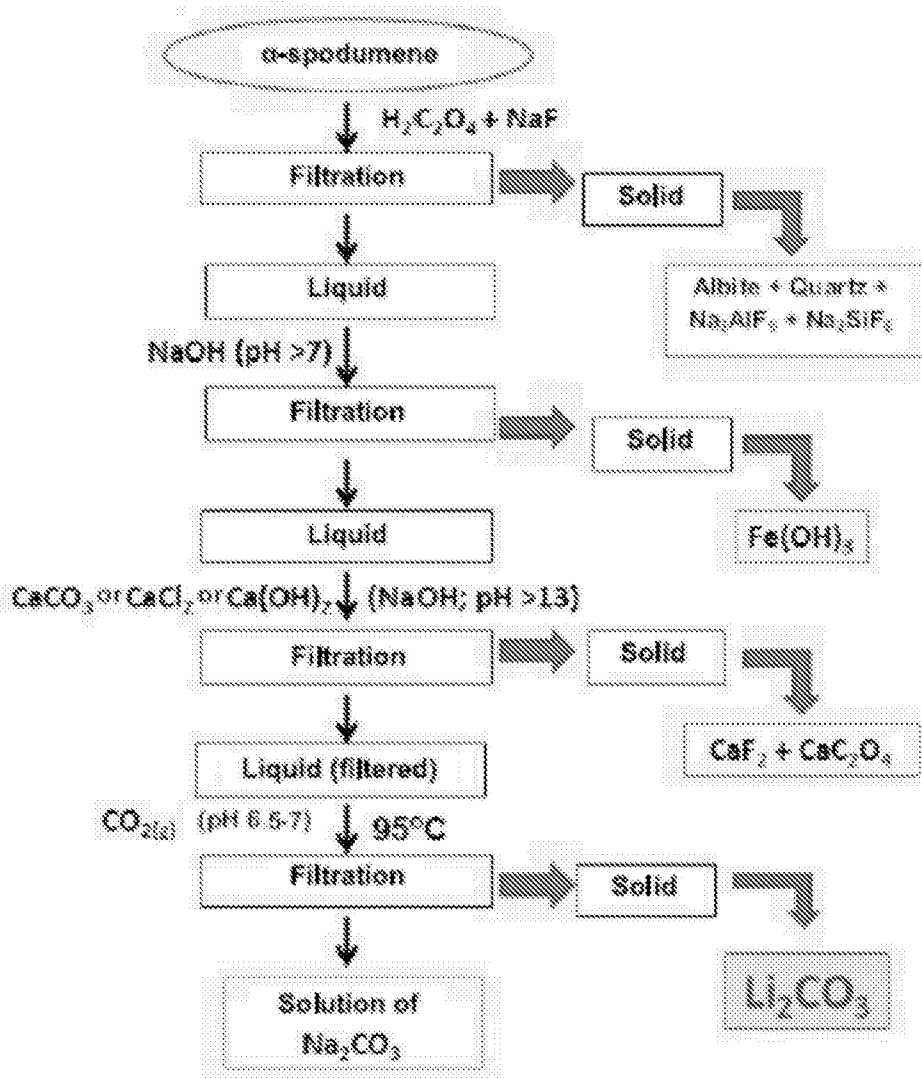 α-spodumene
H₂C₂O₄ + NaF
Filtration
Solid
Albite + Quartz +
Na₃AlF₆ + Na₂SiF₆
Liquid
NaOH (pH >7)
Filtration
Solid
Fe(OH)₃
Liquid
CaCO₃ or CaCl₂ or Ca(OH)₂ (NaOH; pH >13)
Filtration
Solid
CaF₂ + CaC₂O₄
Liquid (filtered)
CO₂(g) (pH 6.5-7) 95ºC
Filtration
Solid
Li₂CO₃
Solution of
Na₂CO₃